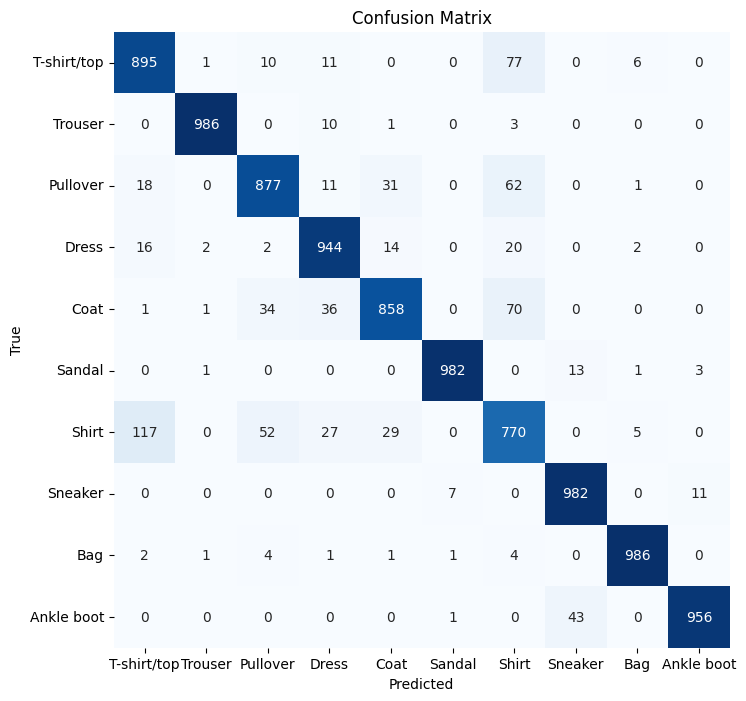 Confusion Matrix
T-shirt/top 895 1 10 11 0 0 77 0 6 0
Trouser 0 986 0 10 1 0 3 0 0 0
Pullover 18 0 877 11 31 0 62 0 1 0
Dress 16 2 2 944 14 0 20 0 2 0
Coat 1 1 34 36 858 0 70 0 0 0
Sandal 0 1 0 0 0 982 0 13 1 3
Shirt 117 0 52 27 29 0 770 0 5 0
Sneaker 0 0 0 0 0 7 0 982 0 11
Bag 2 1 4 1 1 1 4 0 986 0
Ankle boot 0 0 0 0 0 1 0 43 0 956
True
T-shirt/top Trouser Pullover Dress Coat Sandal Shirt Sneaker Bag Ankle boot
Predicted